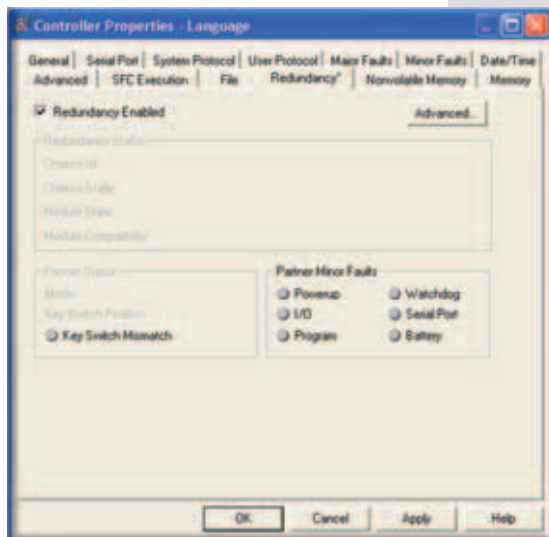 Controller Properties - Language
General Serial Port System Protocol User Protocol Major Faults Minor Faults Date/Time
Advanced SFC Execution File Redundancy* Nonvolatile Memory Memory
Redundancy Enabled Advanced...
Redundancy Status
Chassis Id:
Chassis State:
Module State:
Module Compatibility:
Partner Status Partner Minor Faults
Mode: Powerup Watchdog
Key Switch Position: I/O Serial Port
Key Switch Mismatch Program Battery
OK Cancel Apply Help